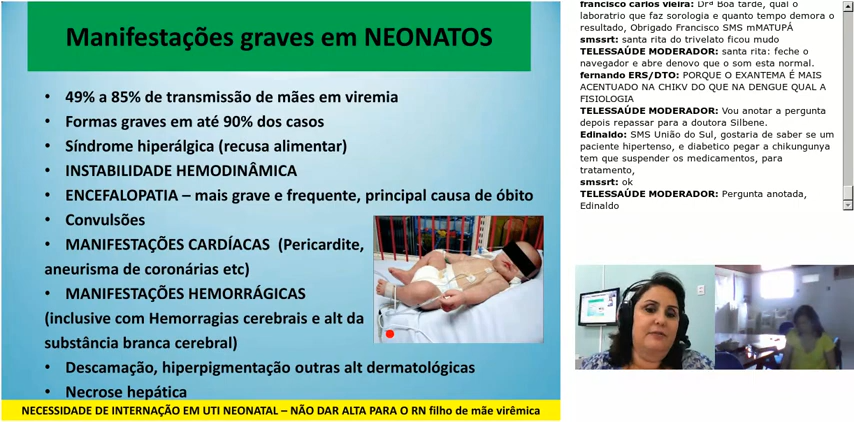 Manifestações graves em NEONATOS
• 49% a 85% de transmissão de mães em viremia
• Formas graves em até 90% dos casos
• Síndrome hiperálgica (recusa alimentar)
• INSTABILIDADE HEMODINÂMICA
• ENCEFALOPATIA – mais grave e frequente, principal causa de óbito
• Convulsões
• MANIFESTAÇÕES CARDÍACAS (Pericardite,
aneurisma de coronárias etc)
• MANIFESTAÇÕES HEMORRÁGICAS
(inclusive com Hemorragias cerebrais e alt da
substância branca cerebral)
• Descamação, hiperpigmentação outras alt dermatológicas
• Necrose hepática
NECESSIDADE DE INTERNAÇÃO EM UTI NEONATAL – NÃO DAR ALTA PARA O RN filho de mãe virêmica
francisco carlos vieira: Drª Boa tarde, qual o
laboratrio que faz sorologia e quanto tempo demora o
resultado, Obrigado Francisco SMS mMATUPÁ
smssrt: santa rita do trivelato ficou mudo
TELESSAÚDE MODERADOR: santa rita: feche o
navegador e abre denovo que o som esta normal.
fernando ERS/DTO: PORQUE O EXANTEMA É MAIS
ACENTUADO NA CHIKV DO QUE NA DENGUE QUAL A
FISIOLOGIA
TELESSAÚDE MODERADOR: Vou anotar a pergunta
depois repassar para a doutora Silbene.
Edinaldo: SMS União do Sul, gostaria de saber se um
paciente hipertenso, e diabetico pegar a chikungunya
tem que suspender os medicamentos, para
tratamento,
smssrt: ok
TELESSAÚDE MODERADOR: Pergunta anotada,
Edinaldo